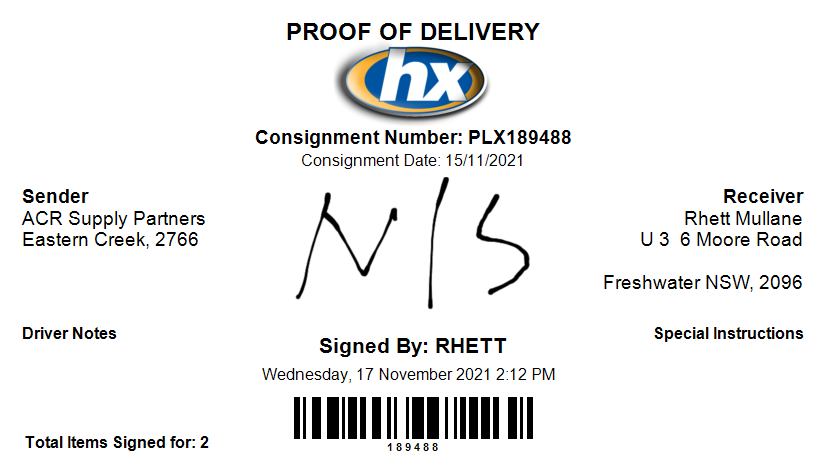 PROOF OF DELIVERY
hx
Consignment Number: PLX189488
Consignment Date: 15/11/2021
Sender
ACR Supply Partners
Eastern Creek, 2766
Receiver
Rhett Mullane
U 3  6 Moore Road
Freshwater NSW, 2096
N/S
Driver Notes
Special Instructions
Signed By: RHETT
Wednesday, 17 November 2021 2:12 PM
189488
Total Items Signed for: 2